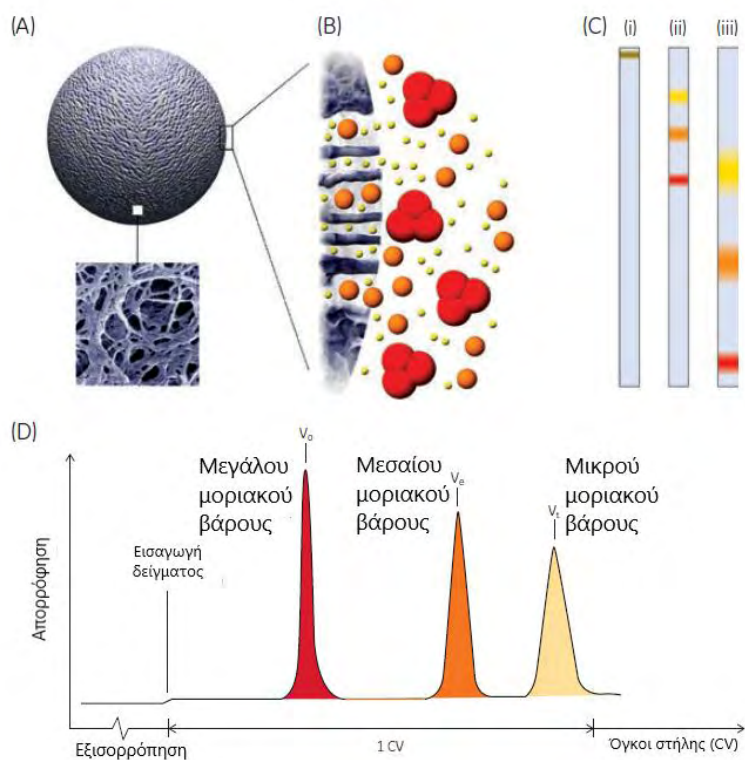 (A)
(B)
(C)
(i)
(ii)
(iii)
(D)
Απορρόφηση
Εισαγωγή
δείγματος
Μεγάλου
μοριακού
βάρους
V₀
Μεσαίου
μοριακού
βάρους
Vₑ
Μικρού
μοριακού
βάρους
Vₜ
Εξισορρόπηση
1 CV
Όγκοι στήλης (CV)